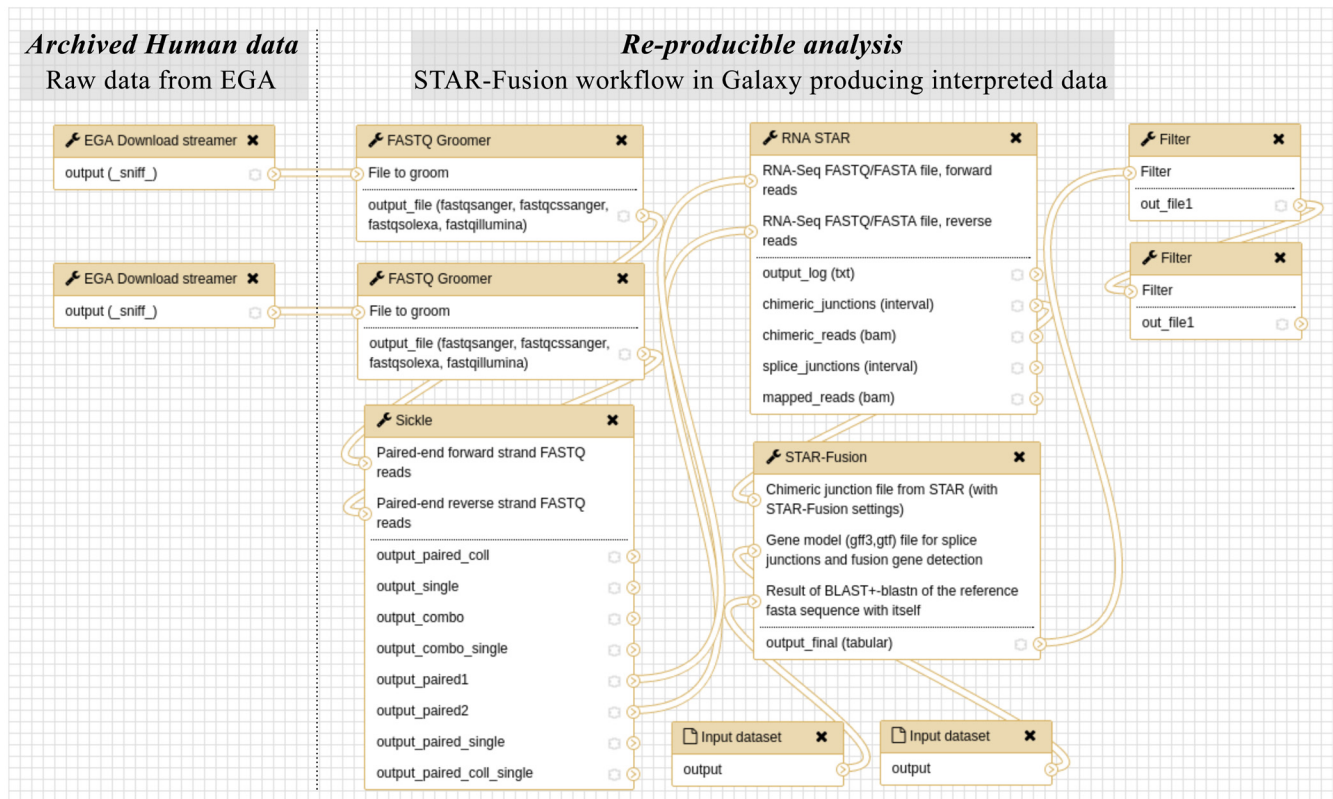 Archived Human data
Raw data from EGA
Re-producible analysis
STAR-Fusion workflow in Galaxy producing interpreted data
EGA Download streamer
output (_sniff_)
EGA Download streamer
output (_sniff_)
FASTQ Groomer
File to groom
output_file (fastqsanger, fastqcssanger,
fastqsolexa, fastqillumina)
FASTQ Groomer
File to groom
output_file (fastqsanger, fastqcssanger,
fastqsolexa, fastqillumina)
Sickle
Paired-end forward strand FASTQ
reads
Paired-end reverse strand FASTQ
reads
output_paired_coll
output_single
output_combo
output_combo_single
output_paired1
output_paired2
output_paired_single
output_paired_coll_single
RNA STAR
RNA-Seq FASTQ/FASTA file, forward
reads
RNA-Seq FASTQ/FASTA file, reverse
reads
output_log (txt)
chimeric_junctions (interval)
chimeric_reads (bam)
splice_junctions (interval)
mapped_reads (bam)
STAR-Fusion
Chimeric junction file from STAR (with
STAR-Fusion settings)
Gene model (gff3,gtf) file for splice
junctions and fusion gene detection
Result of BLAST+-blastn of the reference
fasta sequence with itself
output_final (tabular)
Input dataset
output
Input dataset
output
Filter
Filter
out_file1
Filter
Filter
out_file1